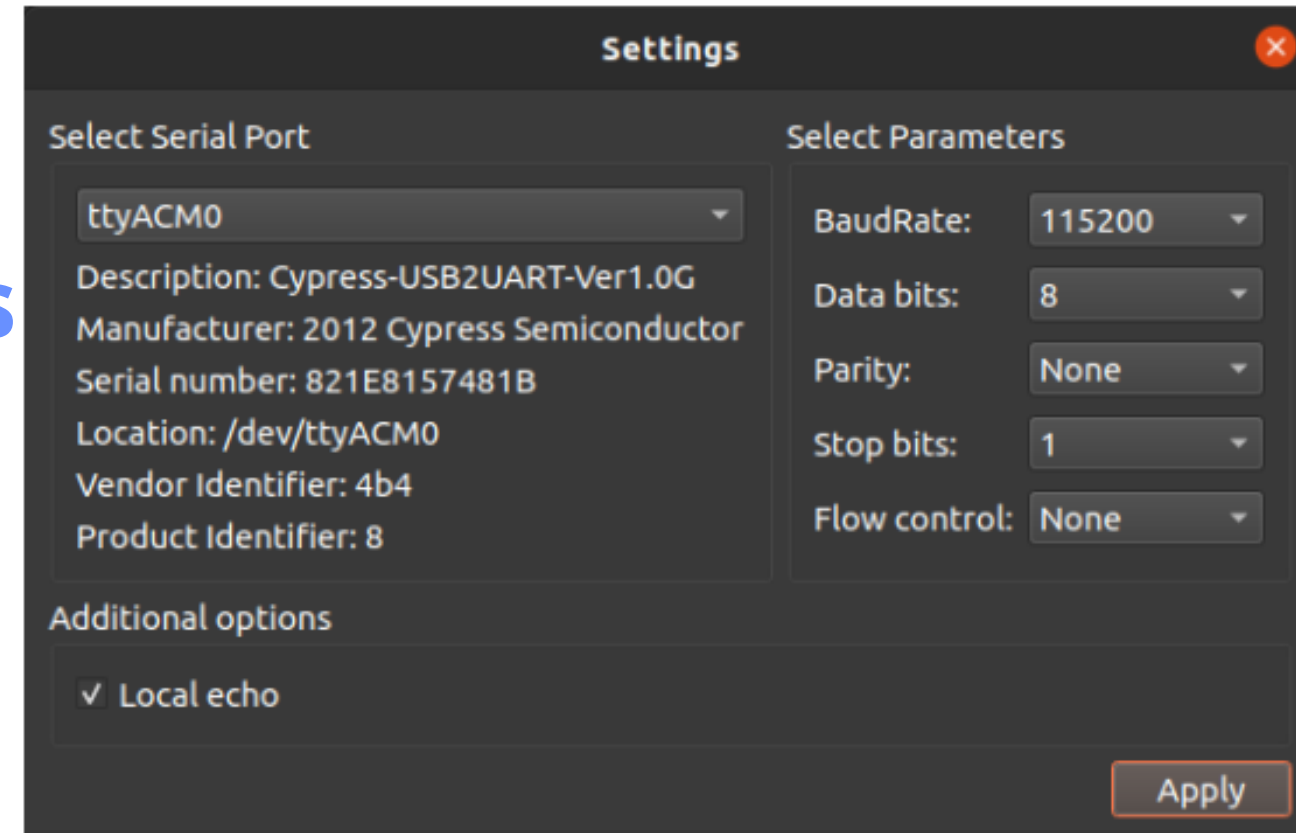 Settings
Select Serial Port
ttyACM0
Description: Cypress-USB2UART-Ver1.0G
Manufacturer: 2012 Cypress Semiconductor
Serial number: 821E8157481B
Location: /dev/ttyACM0
Vendor Identifier: 4b4
Product Identifier: 8
Select Parameters
BaudRate: 115200
Data bits: 8
Parity: None
Stop bits: 1
Flow control: None
Additional options
Local echo
Apply
s